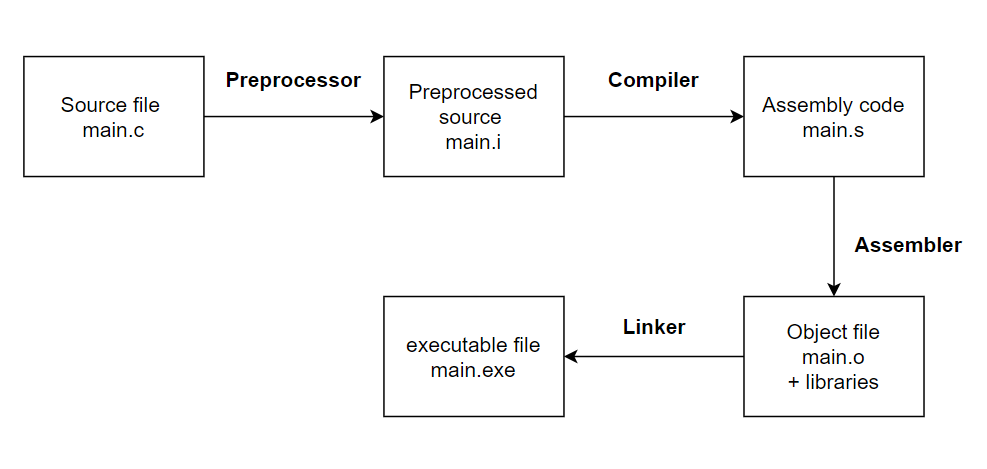 Source file
main.c
Preprocessor
Preprocessed
source
main.i
Compiler
Assembly code
main.s
Assembler
Object file
main.o
+ libraries
Linker
executable file
main.exe